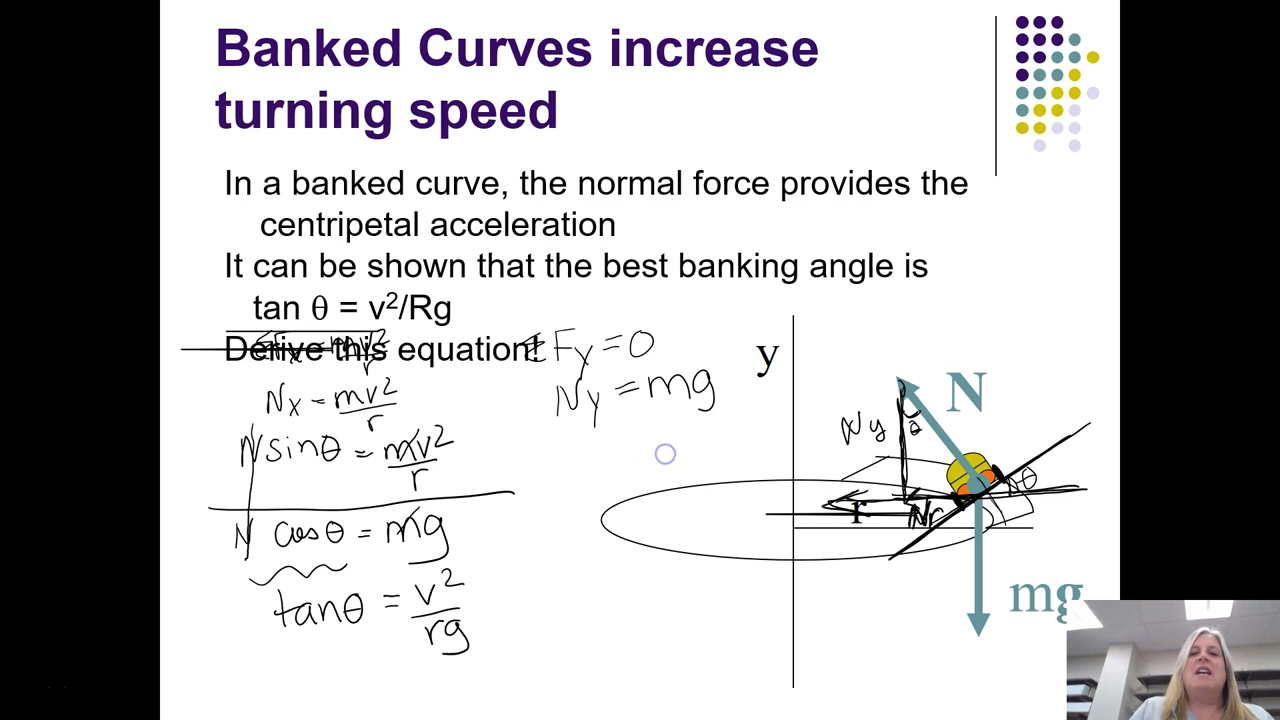 Banked Curves increase
turning speed
In a banked curve, the normal force provides the
centripetal acceleration
It can be shown that the best banking angle is
tan θ = v²/Rg
Derive this equation!
ΣFx = mv²/r
ΣFy = 0
Nx = mv²/r
Ny = mg
N sinθ = mv²/r
N cosθ = mg
tanθ = v²/rg
y
N
Ny
θ
θ
r
Nr
mg